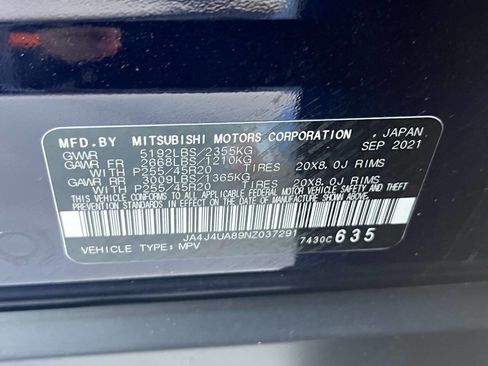 MFD.BY MITSUBISHI MOTORS CORPORATION , JAPAN
GVWR 5192LBS/2355KG SEP 2021
GAWR FR 2668LBS/1210KG
WITH P255/45R20 TIRES 20X8.0J RIMS
GAWR RR 3009LBS/1365KG
WITH P255/45R20 TIRES 20X8.0J RIMS
THIS VEHICLE CONFORMS TO ALL APPLICABLE FEDERAL MOTOR VEHICLE SAFETY AND THEFT
PREVENTION STANDARDS IN EFFECT ON THE DATE OF MANUFACTURE SHOWN ABOVE.
JA4J4UA89NZ037291
VEHICLE TYPE: MPV 7430C 635